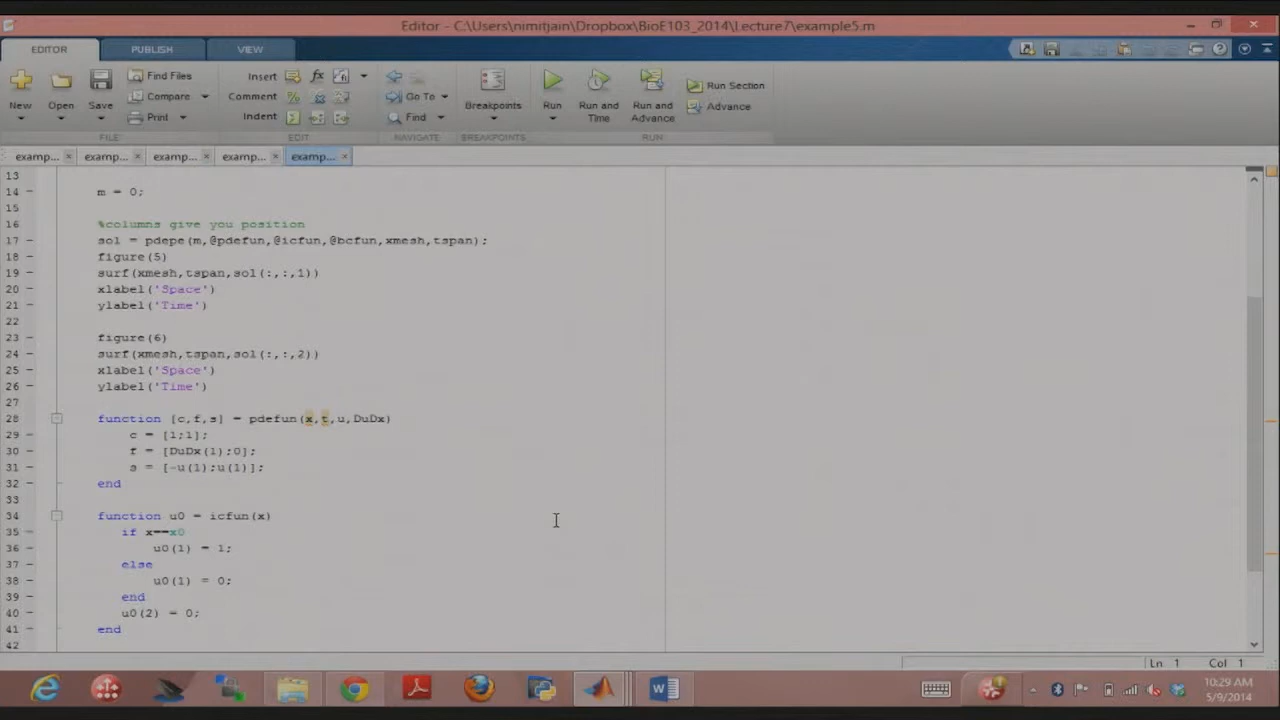 Editor - C:\Users\nimitjain\Dropbox\BioE103_2014\Lecture7\example5.m
EDITOR PUBLISH VIEW
New Open Save Find Files Compare Print Insert fx Comment Indent Go To Find Breakpoints Run Run and Time Run and Advance Run Section Advance
FILE EDIT NAVIGATE BREAKPOINTS RUN
examp... examp... examp... examp... examp...
13
14 – m = 0;
15
16 %columns give you position
17 – sol = pdepe(m,@pdefun,@icfun,@bcfun,xmesh,tspan);
18 – figure(5)
19 – surf(xmesh,tspan,sol(:,:,1))
20 – xlabel('Space')
21 – ylabel('Time')
22
23 – figure(6)
24 – surf(xmesh,tspan,sol(:,:,2))
25 – xlabel('Space')
26 – ylabel('Time')
27
28 – function [c,f,s] = pdefun(x,t,u,DuDx)
29 – c = [1;1];
30 – f = [DuDx(1);0];
31 – s = [-u(1);u(1)];
32 – end
33
34 – function u0 = icfun(x)
35 – if x==x0
36 – u0(1) = 1;
37 – else
38 – u0(1) = 0;
39 – end
40 – u0(2) = 0;
41 – end
42
Ln 1 Col 1
10:29 AM
5/9/2014